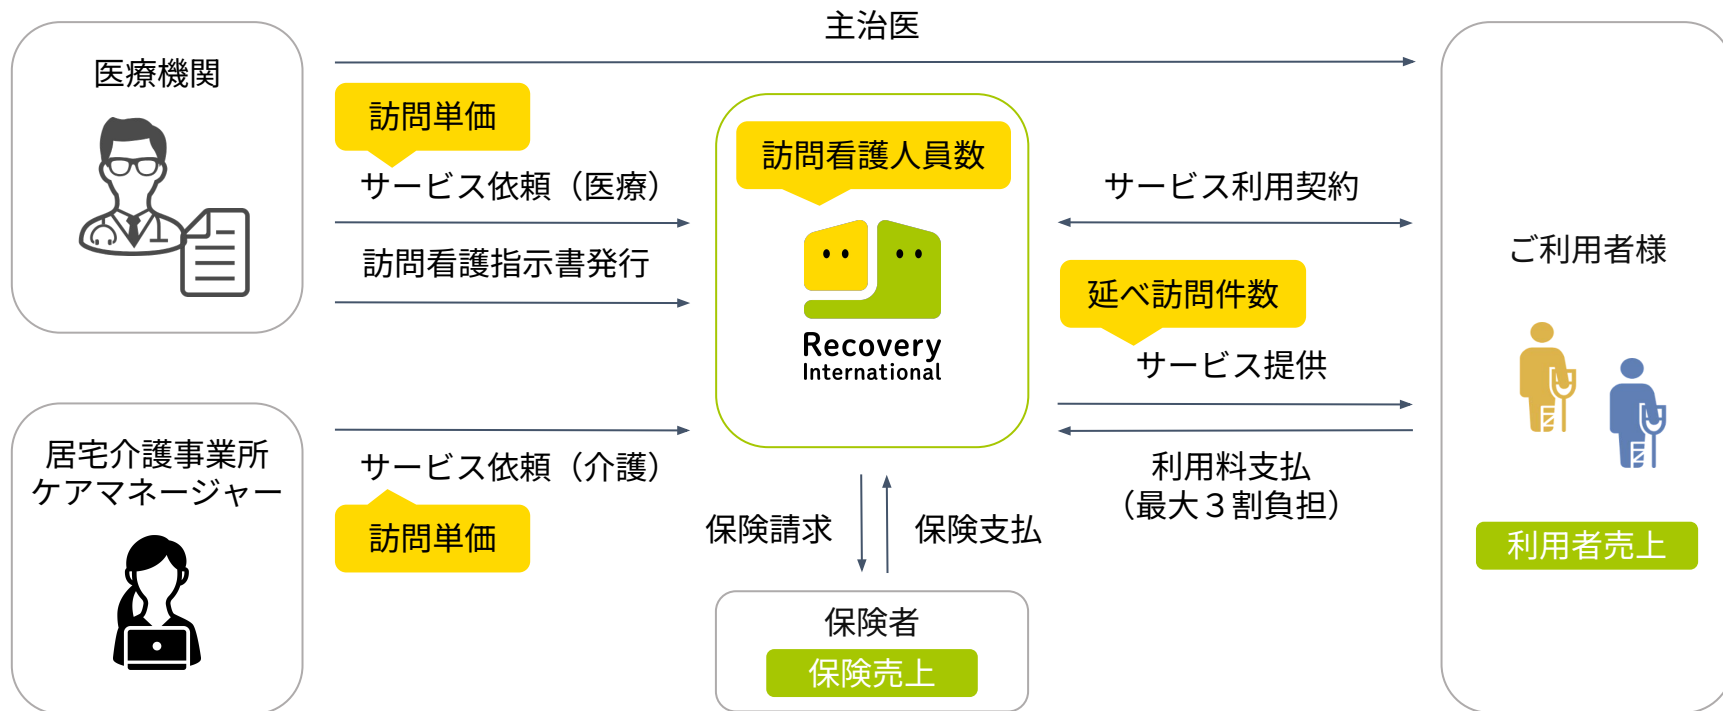 主治医
医療機関
訪問単価
サービス依頼（医療）
訪問看護指示書発行
訪問看護人員数
Recovery
International
サービス利用契約
延べ訪問件数
サービス提供
ご利用者様
居宅介護事業所
ケアマネージャー
サービス依頼（介護）
訪問単価
利用料支払
（最大３割負担）
保険請求
保険支払
利用者売上
保険者
保険売上